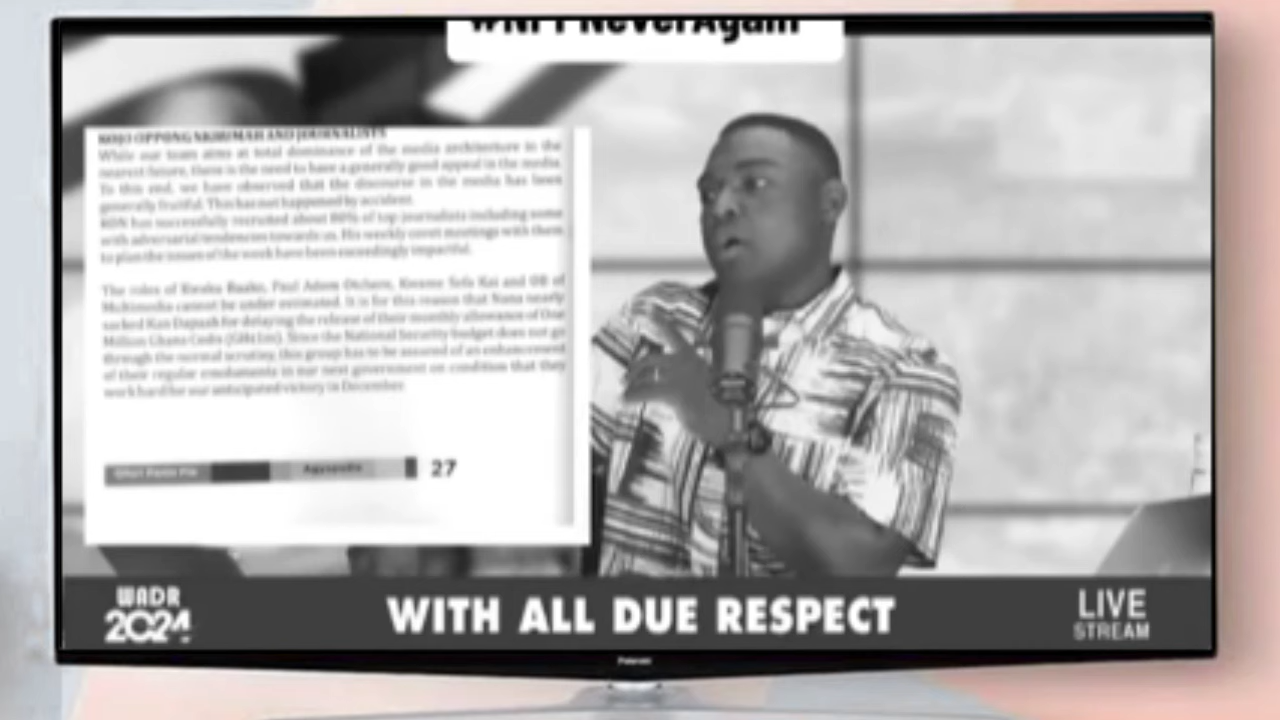 #NPPNeverAgain
KOJO OPPONG NKRUMAH AND JOURNALISTS
While our team aims at total dominance of the media architecture in the
nearest future, there is the need to have a generally good appeal in the media.
To this end, we have observed that the discourse in the media has been
generally fruitful. This has not happened by accident.
KON has successfully recruited about 80% of top journalists including some
with adversarial tendencies towards us. His weekly covet meetings with them
to plan the issues of the week have been exceedingly impactful.
The roles of Kweku Baako, Paul Adom Otchere, Kwame Sefa Kai and OB of
Multimedia cannot be under estimated. It is for this reason that Nana nearly
sacked Kan Dapaah for delaying the release of their monthly allowance of One
Million Ghana Cedis (GH¢1m). Since the National Security budget does not go
through the normal scrutiny, this group has to be assured of an enhancement
of their regular emoluments in our next government on condition that they
work hard for our anticipated victory in December.
Appendix
27
WADR
2024
WITH ALL DUE RESPECT
LIVE
STREAM
Polaroid